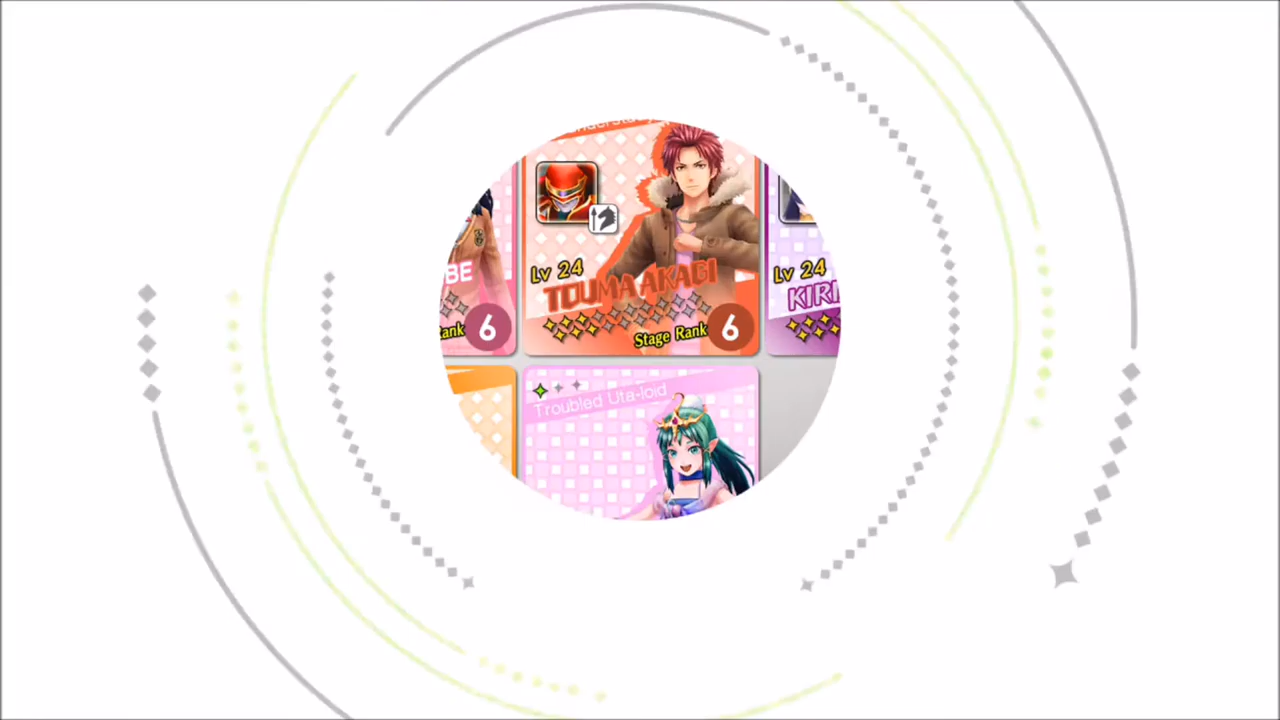 Lv 24
TOUMA AKAGI
Stage Rank 6
BE
Rank 6
Lv 24
KIRI
Troubled Uta-loid